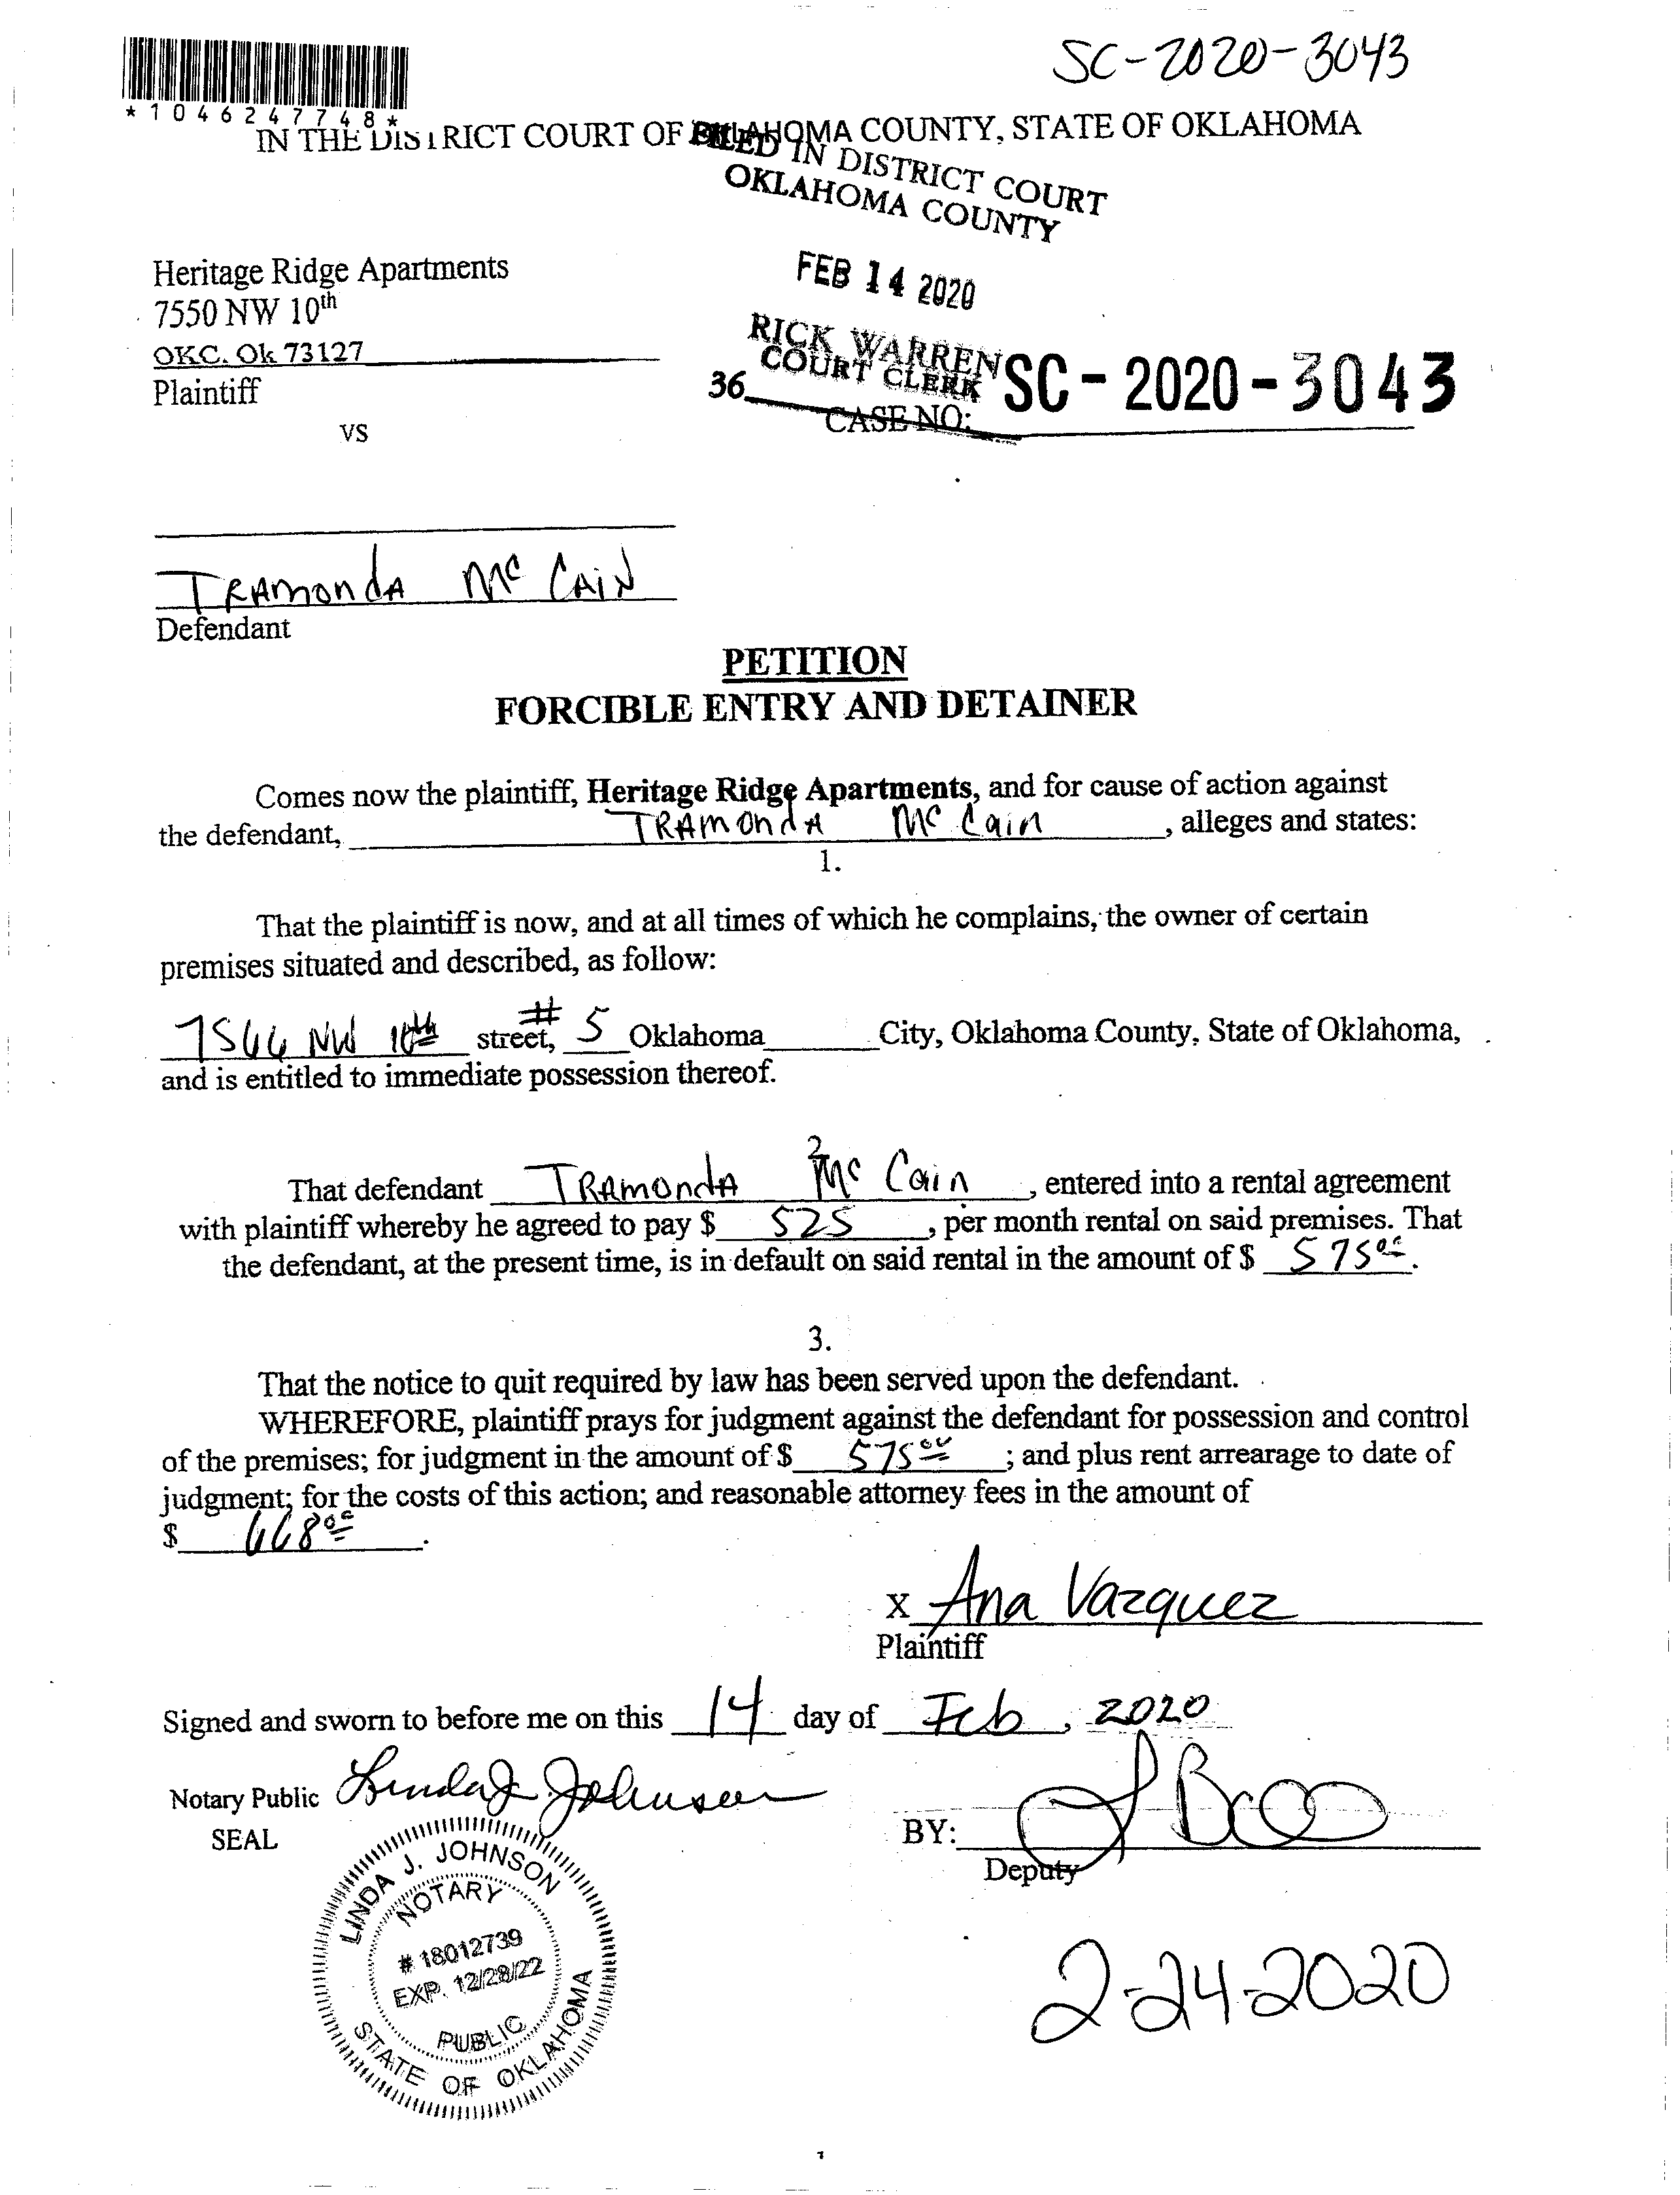 SC-2020-3043
*1046247748*
IN THE DISTRICT COURT OF OKLAHOMA COUNTY, STATE OF OKLAHOMA
FILED IN DISTRICT COURT
OKLAHOMA COUNTY
Heritage Ridge Apartments
7550 NW 10th
OKC. Ok 73127
Plaintiff
FEB 14 2020
RICK WARREN
COURT CLERK
36
SC-2020-3043
CASE NO:
VS
TRAmondA Mc CAiN
Defendant
PETITION
FORCIBLE ENTRY AND DETAINER
Comes now the plaintiff, Heritage Ridge Apartments, and for cause of action against
the defendant, TRAmondA Mc Cain, alleges and states:
1.
That the plaintiff is now, and at all times of which he complains, the owner of certain
premises situated and described, as follow:
7566 NW 10th street, # 5 Oklahoma City, Oklahoma County, State of Oklahoma,
and is entitled to immediate possession thereof.
2
That defendant TRAmondA Mc Cain, entered into a rental agreement
with plaintiff whereby he agreed to pay $ 525, per month rental on said premises. That
the defendant, at the present time, is in default on said rental in the amount of $ 575 00.
3.
That the notice to quit required by law has been served upon the defendant.
WHEREFORE, plaintiff prays for judgment against the defendant for possession and control
of the premises; for judgment in the amount of $ 575 00; and plus rent arrearage to date of
judgment; for the costs of this action; and reasonable attorney fees in the amount of
$ 668 00.
X Ana Vazquez
Plaintiff
Signed and sworn to before me on this 14 day of Feb, 2020
Notary Public Linda J Johnson
SEAL
BY:
Deputy
LINDA J. JOHNSON
NOTARY
# 18012739
EXP. 12/28/22
PUBLIC
STATE OF OKLAHOMA
2-24-2020